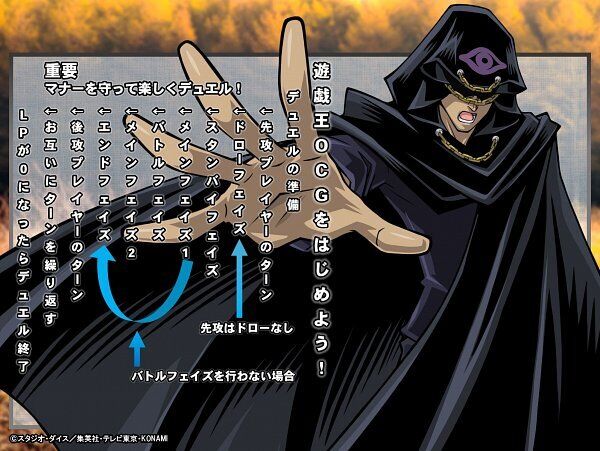 遊戯王OCGをはじめよう！
デュエルの準備
←先攻プレイヤーのターン
←ドローフェイズ
←スタンバイフェイズ
←メインフェイズ1
←バトルフェイズ
←メインフェイズ2
←エンドフェイズ
←後攻プレイヤーのターン
←お互いにターンを繰り返す
LPが0になったらデュエル終了
先攻はドローなし
バトルフェイズを行わない場合
重要
マナーを守って楽しくデュエル！
©スタジオ・ダイス／集英社・テレビ東京・KONAMI